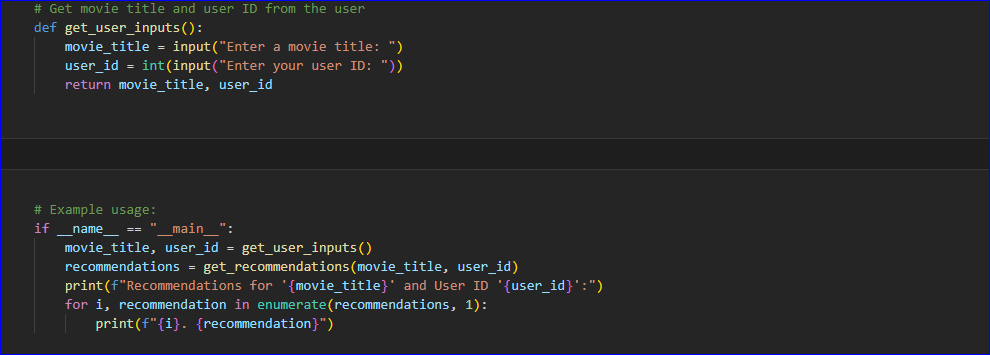 # Get movie title and user ID from the user
def get_user_inputs():
    movie_title = input("Enter a movie title: ")
    user_id = int(input("Enter your user ID: "))
    return movie_title, user_id
# Example usage:
if __name__ == "__main__":
    movie_title, user_id = get_user_inputs()
    recommendations = get_recommendations(movie_title, user_id)
    print(f"Recommendations for '{movie_title}' and User ID '{user_id}':")
    for i, recommendation in enumerate(recommendations, 1):
        print(f"{i}. {recommendation}")